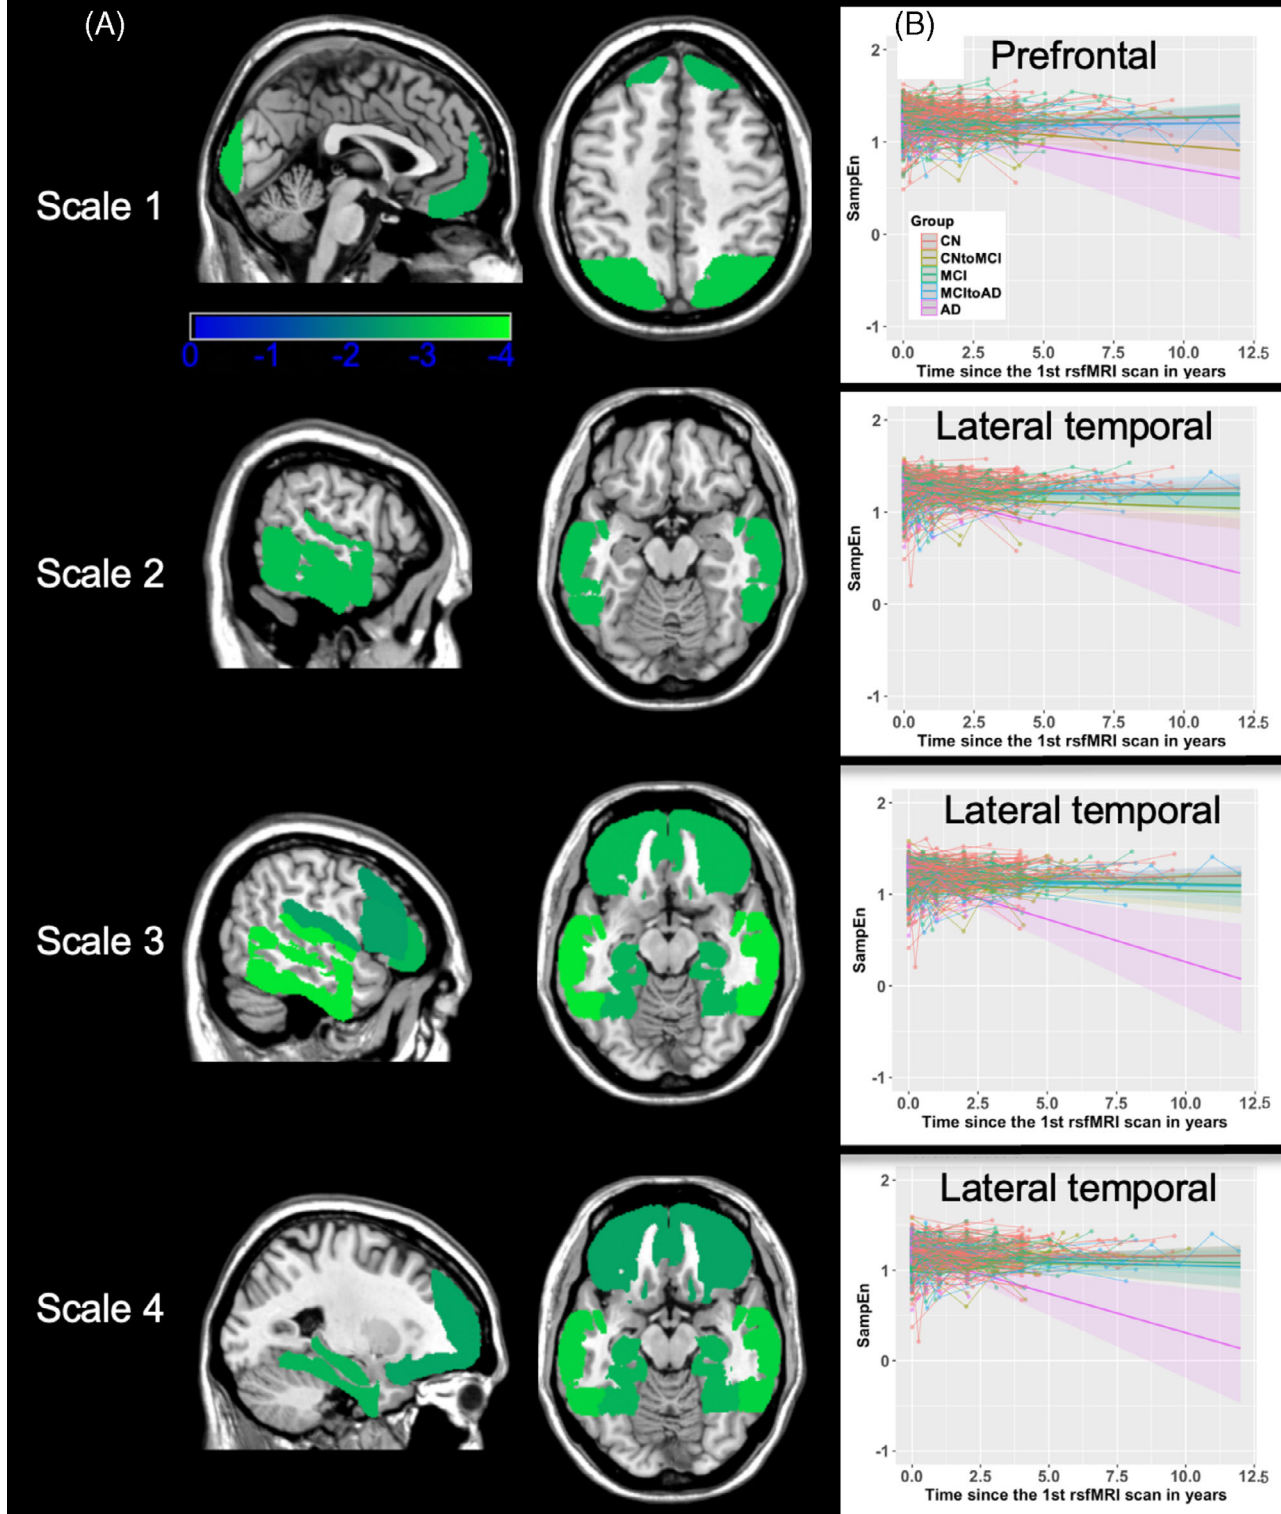 (A)
(B)
Scale 1
0 -1 -2 -3 -4
Prefrontal
2
1
0
-1
SampEn
Group
CN
CNtoMCI
MCI
MCItoAD
AD
0.0 2.5 5.0 7.5 10.0 12.5
Time since the 1st rsfMRI scan in years
Scale 2
Lateral temporal
2
1
0
-1
SampEn
0.0 2.5 5.0 7.5 10.0 12.5
Time since the 1st rsfMRI scan in years
Scale 3
Lateral temporal
2
1
0
-1
SampEn
0.0 2.5 5.0 7.5 10.0 12.5
Time since the 1st rsfMRI scan in years
Scale 4
Lateral temporal
2
1
0
-1
SampEn
0.0 2.5 5.0 7.5 10.0 12.5
Time since the 1st rsfMRI scan in years